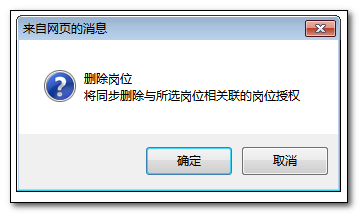 来自网页的消息
删除岗位
将同步删除与所选岗位相关联的岗位授权
确定
取消